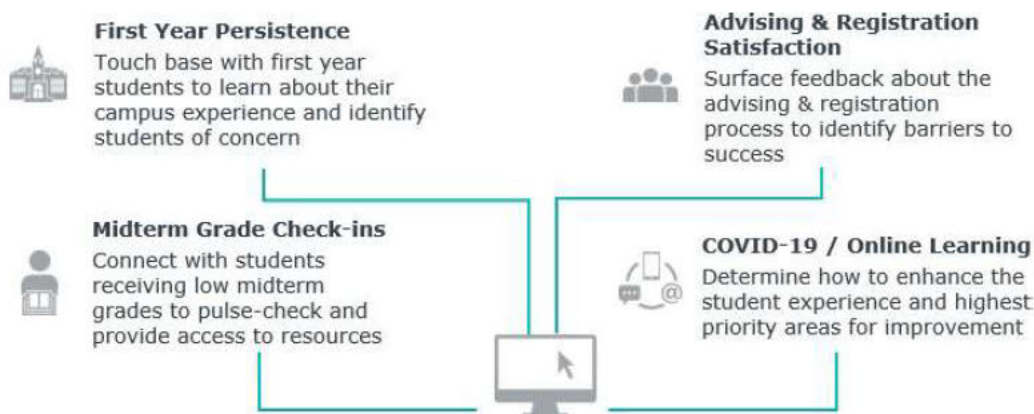 First Year Persistence
Touch base with first year
students to learn about their
campus experience and identify
students of concern
Advising & Registration
Satisfaction
Surface feedback about the
advising & registration
process to identify barriers to
success
Midterm Grade Check-ins
Connect with students
receiving low midterm
grades to pulse-check and
provide access to resources
COVID-19 / Online Learning
@
Determine how to enhance the
student experience and highest
priority areas for improvement